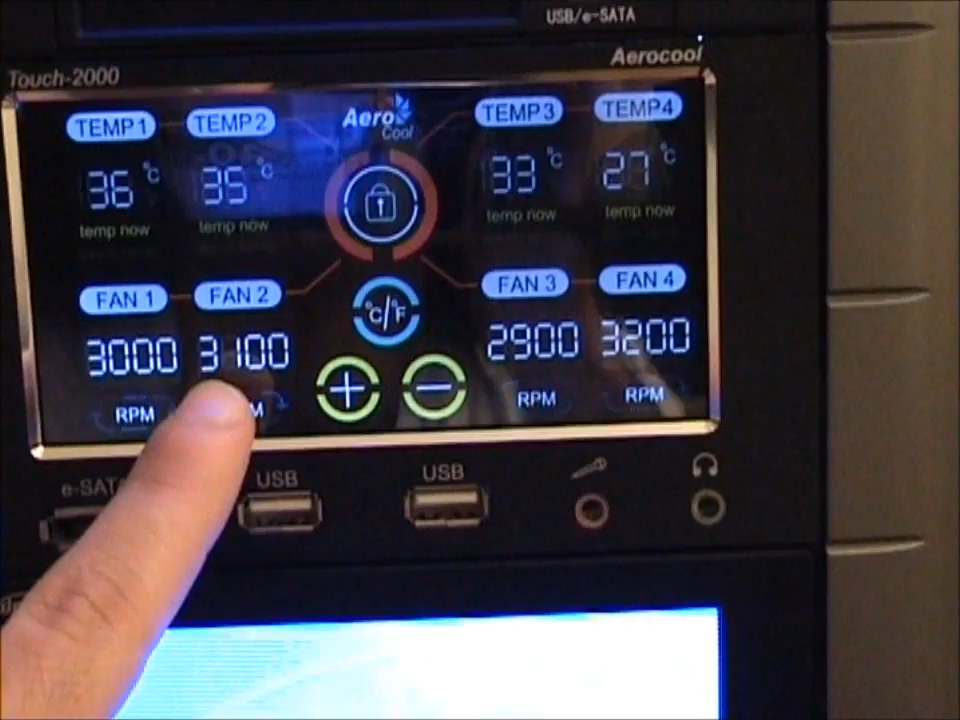 USB/e-SATA
Touch-2000 Aerocool
TEMP1 TEMP2 Aero Cool TEMP3 TEMP4
36 °C 35 °C 33 °C 27 °C
temp now temp now temp now temp now
FAN 1 FAN 2 °C/°F FAN 3 FAN 4
3000 3100 2900 3200
RPM M + − RPM RPM
e-SATA USB USB